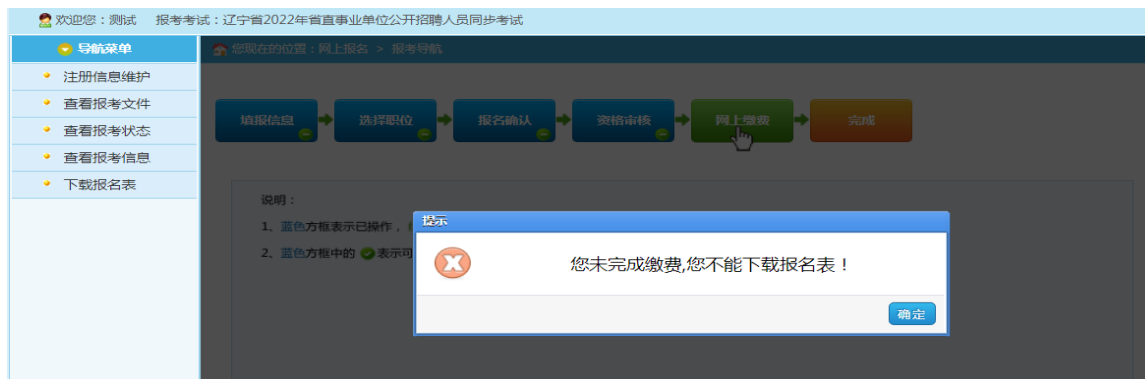 欢迎您：测试 报考考试：辽宁省2022年省直事业单位公开招聘人员同步考试
导航菜单
注册信息维护
查看报考文件
查看报考状态
查看报考信息
下载报名表
您现在的位置：网上报名 > 报考导航
填报信息 选择职位 报名确认 资格审核 网上缴费 完成
说明：
1、蓝色方框表示已操作，
2、蓝色方框中的 表示可
提示
您未完成缴费,您不能下载报名表！
确定